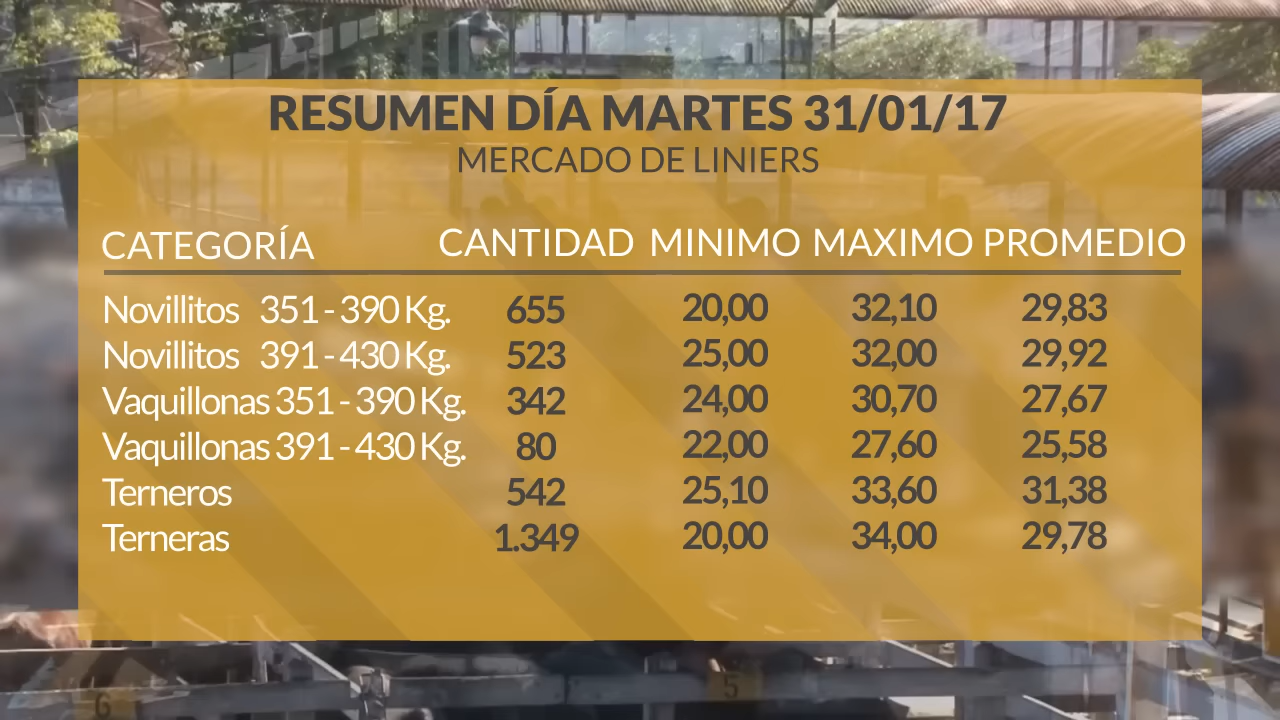 RESUMEN DÍA MARTES 31/01/17
MERCADO DE LINIERS
CATEGORÍA CANTIDAD MINIMO MAXIMO PROMEDIO
Novillitos 351 - 390 Kg. 655 20,00 32,10 29,83
Novillitos 391 - 430 Kg. 523 25,00 32,00 29,92
Vaquillonas 351 - 390 Kg. 342 24,00 30,70 27,67
Vaquillonas 391 - 430 Kg. 80 22,00 27,60 25,58
Terneros 542 25,10 33,60 31,38
Terneras 1.349 20,00 34,00 29,78
6 5